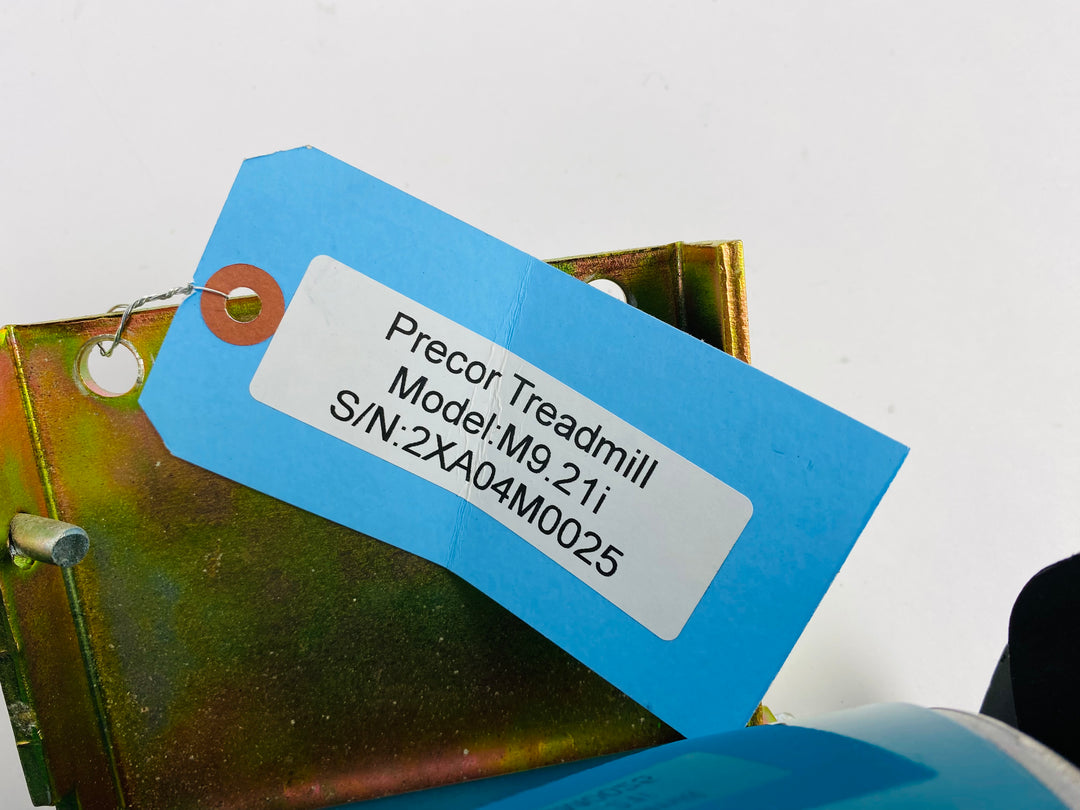 Precor Treadmill
Model:M9.21i
S/N:2XA04M0025